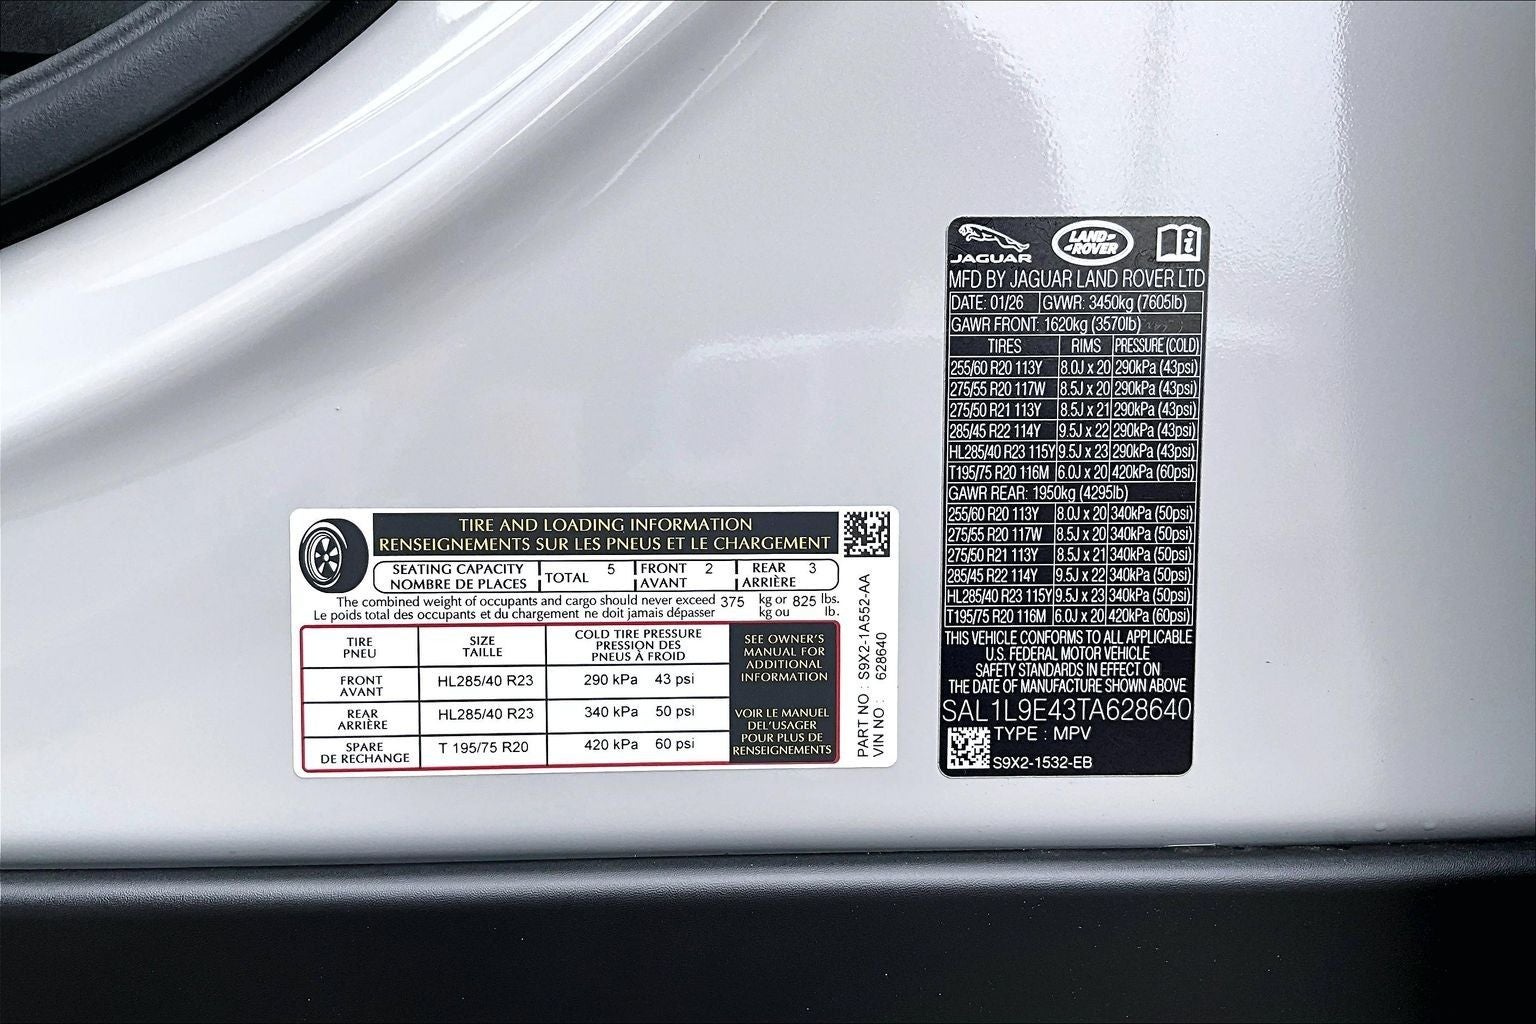 TIRE AND LOADING INFORMATION
RENSEIGNEMENTS SUR LES PNEUS ET LE CHARGEMENT
SEATING CAPACITY
NOMBRE DE PLACES
TOTAL 5
FRONT 2
AVANT
REAR 3
ARRIÈRE
The combined weight of occupants and cargo should never exceed 375 kg or 825 lbs.
Le poids total des occupants et du chargement ne doit jamais dépasser kg ou lb.
TIRE
PNEU
SIZE
TAILLE
COLD TIRE PRESSURE
PRESSION DES
PNEUS À FROID
FRONT
AVANT
HL285/40 R23
290 kPa 43 psi
REAR
ARRIÈRE
HL285/40 R23
340 kPa 50 psi
SPARE
DE RECHANGE
T 195/75 R20
420 kPa 60 psi
SEE OWNER'S
MANUAL FOR
ADDITIONAL
INFORMATION
VOIR LE MANUEL
DEL'USAGER
POUR PLUS DE
RENSEIGNEMENTS
PART NO : S9X2-1A552-AA
VIN NO : 628640
JAGUAR
LAND ROVER
MFD BY JAGUAR LAND ROVER LTD
DATE: 01/26 GVWR: 3450kg (7605lb)
GAWR FRONT: 1620kg (3570lb)
TIRES RIMS PRESSURE (COLD)
255/60 R20 113Y 8.0J x 20 290kPa (43psi)
275/55 R20 117W 8.5J x 20 290kPa (43psi)
275/50 R21 113Y 8.5J x 21 290kPa (43psi)
285/45 R22 114Y 9.5J x 22 290kPa (43psi)
HL285/40 R23 115Y 9.5J x 23 290kPa (43psi)
T195/75 R20 116M 6.0J x 20 420kPa (60psi)
GAWR REAR: 1950kg (4295lb)
255/60 R20 113Y 8.0J x 20 340kPa (50psi)
275/55 R20 117W 8.5J x 20 340kPa (50psi)
275/50 R21 113Y 8.5J x 21 340kPa (50psi)
285/45 R22 114Y 9.5J x 22 340kPa (50psi)
HL285/40 R23 115Y 9.5J x 23 340kPa (50psi)
T195/75 R20 116M 6.0J x 20 420kPa (60psi)
THIS VEHICLE CONFORMS TO ALL APPLICABLE
U.S. FEDERAL MOTOR VEHICLE
SAFETY STANDARDS IN EFFECT ON
THE DATE OF MANUFACTURE SHOWN ABOVE
SAL1L9E43TA628640
TYPE : MPV
S9X2-1532-EB